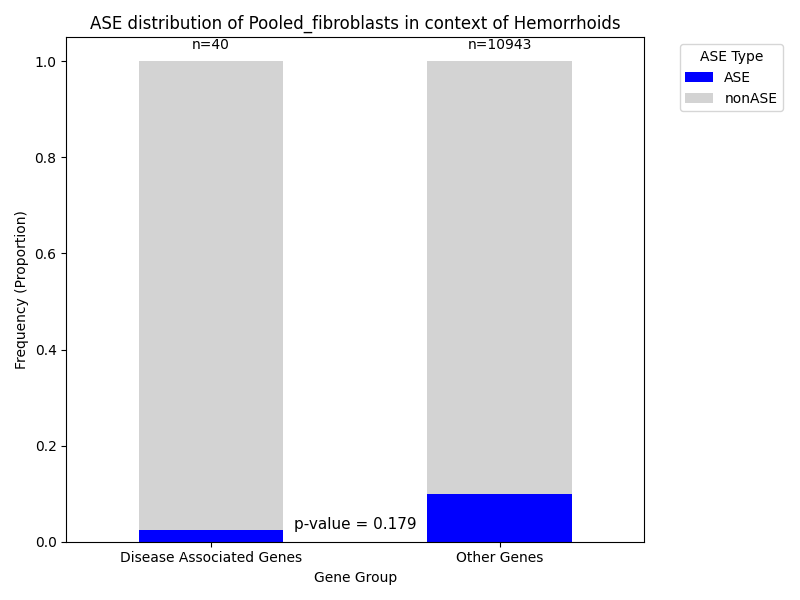 ASE distribution of Pooled_fibroblasts in context of Hemorrhoids
n=40
n=10943
ASE Type
ASE
nonASE
Frequency (Proportion)
1.0
0.8
0.6
0.4
0.2
0.0
p-value = 0.179
Disease Associated Genes
Other Genes
Gene Group